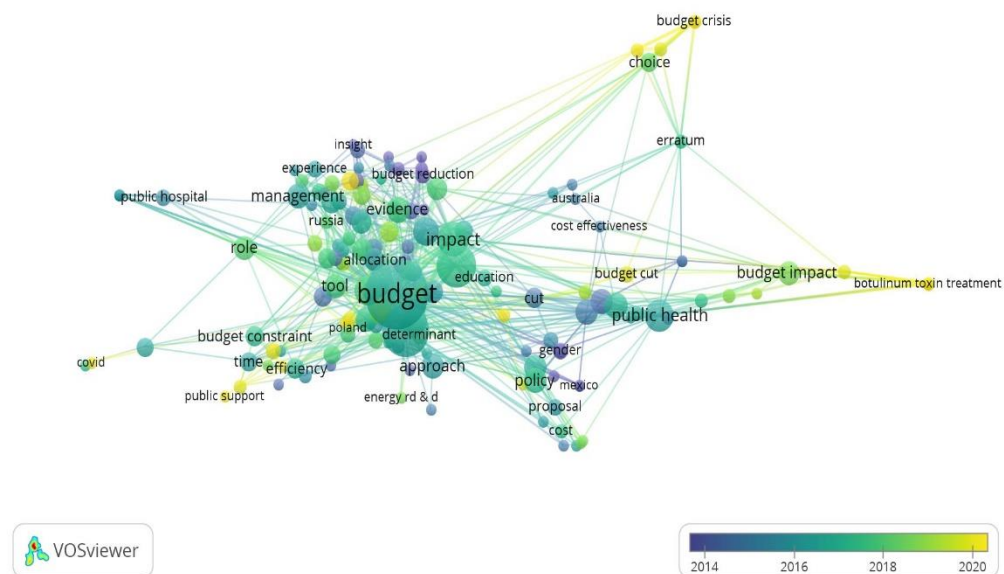 budget crisis
choice
erratum
insight
experience
budget reduction
public hospital
management
evidence
australia
russia
cost effectiveness
role
impact
allocation
education
budget cut
budget impact
tool
budget
botulinum toxin treatment
cut
public health
poland
determinant
budget constraint
gender
covid
time
efficiency
approach
policy
mexico
public support
energy rd & d
proposal
cost
VOSviewer
2014 2016 2018 2020